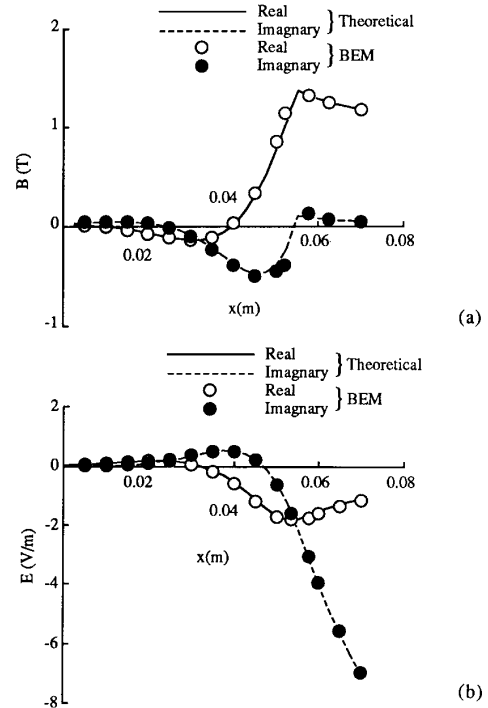 Real
Imagnary
} Theoretical
Real
Imagnary
} BEM
2
1
0
-1
B (T)
0.02
0.04
0.06
0.08
x(m)
(a)
Real
Imagnary
} Theoretical
Real
Imagnary
} BEM
2
0
-2
-4
-6
-8
E (V/m)
0.02
0.04
0.06
0.08
x(m)
(b)